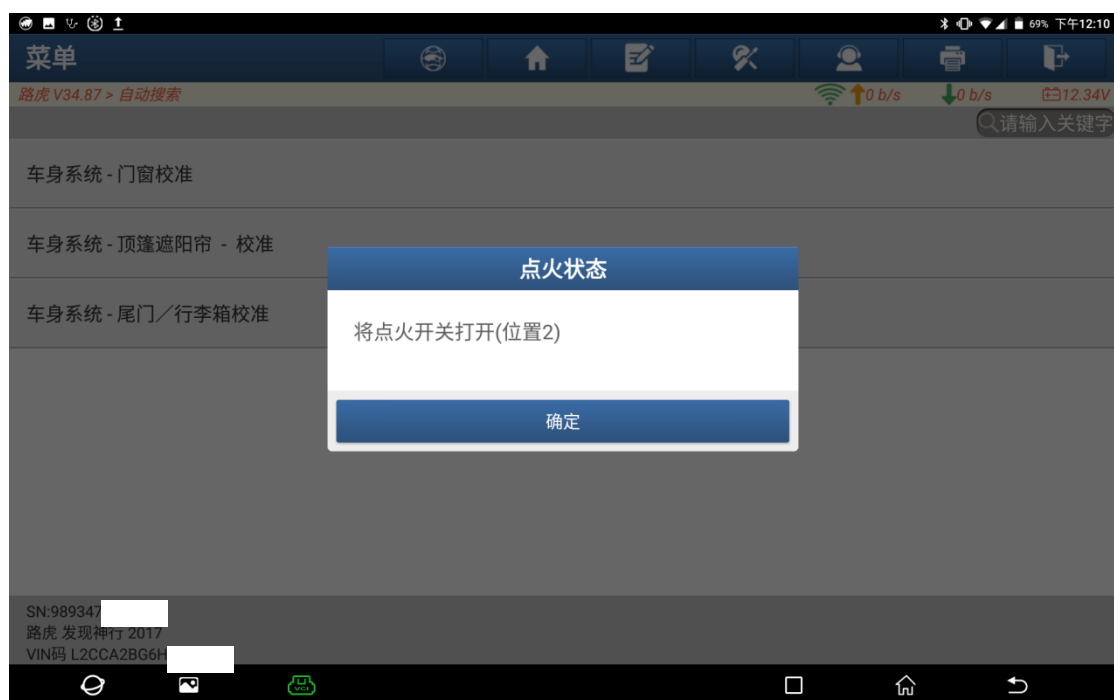 69% 下午12:10
菜单
路虎 V34.87 > 自动搜索
0 b/s
0 b/s
12.34V
请输入关键字
车身系统 - 门窗校准
车身系统 - 顶篷遮阳帘 - 校准
车身系统 - 尾门／行李箱校准
点火状态
将点火开关打开(位置2)
确定
SN:989347
路虎 发现神行 2017
VIN码 L2CCA2BG6H
VCI